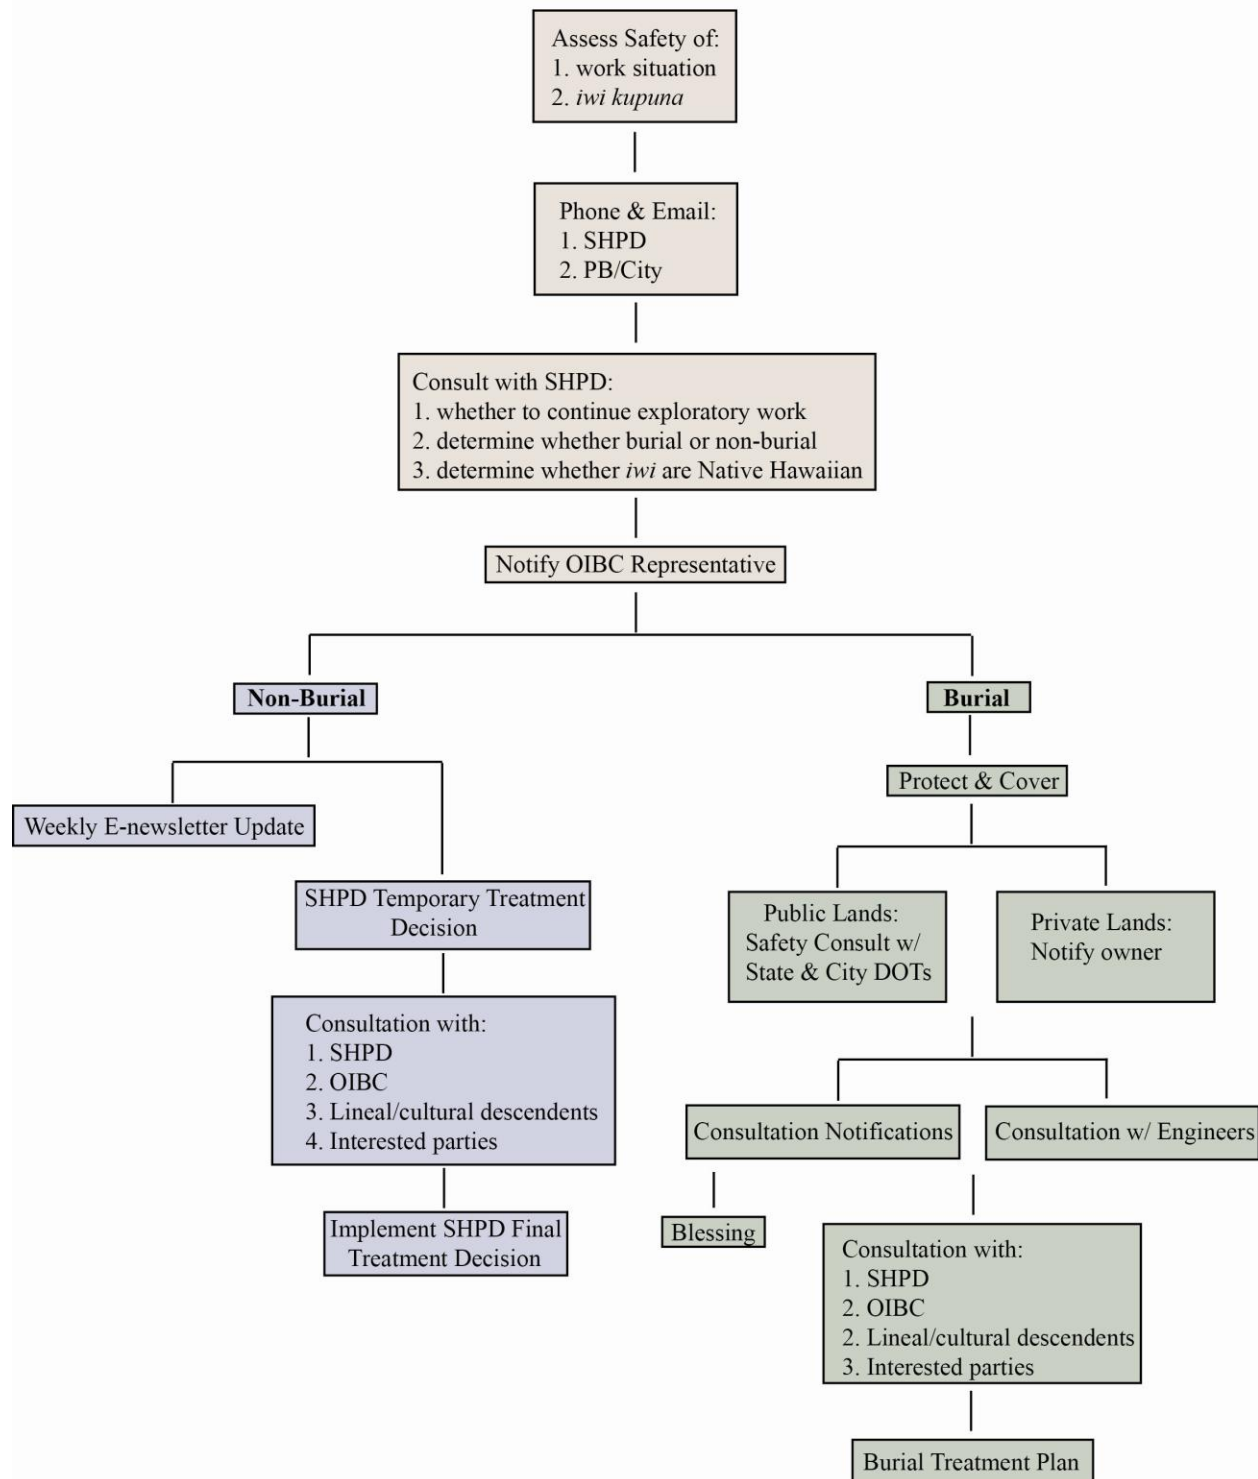 Assess Safety of:
1. work situation
2. iwi kupuna
Phone & Email:
1. SHPD
2. PB/City
Consult with SHPD:
1. whether to continue exploratory work
2. determine whether burial or non-burial
3. determine whether iwi are Native Hawaiian
Notify OIBC Representative
Non-Burial
Weekly E-newsletter Update
SHPD Temporary Treatment
Decision
Consultation with:
1. SHPD
2. OIBC
3. Lineal/cultural descendents
4. Interested parties
Implement SHPD Final
Treatment Decision
Burial
Protect & Cover
Public Lands:
Safety Consult w/
State & City DOTs
Private Lands:
Notify owner
Consultation Notifications
Consultation w/ Engineers
Blessing
Consultation with:
1. SHPD
2. OIBC
2. Lineal/cultural descendents
3. Interested parties
Burial Treatment Plan